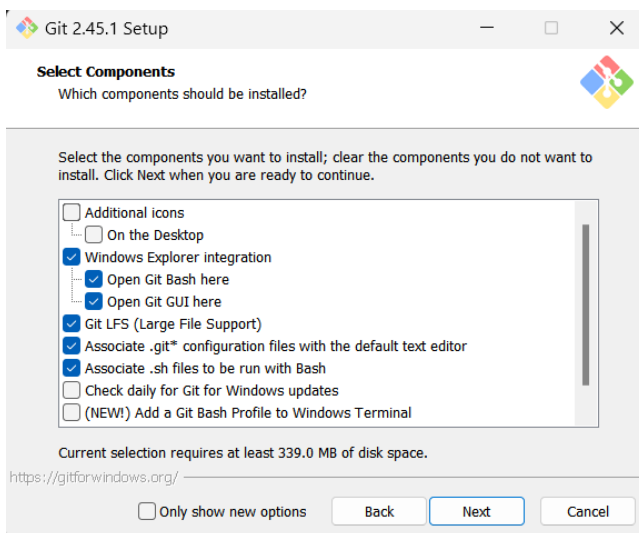 Git 2.45.1 Setup
Select Components
Which components should be installed?
Select the components you want to install; clear the components you do not want to
install. Click Next when you are ready to continue.
Additional icons
On the Desktop
Windows Explorer integration
Open Git Bash here
Open Git GUI here
Git LFS (Large File Support)
Associate .git* configuration files with the default text editor
Associate .sh files to be run with Bash
Check daily for Git for Windows updates
(NEW!) Add a Git Bash Profile to Windows Terminal
Current selection requires at least 339.0 MB of disk space.
https://gitforwindows.org/
Only show new options
Back
Next
Cancel